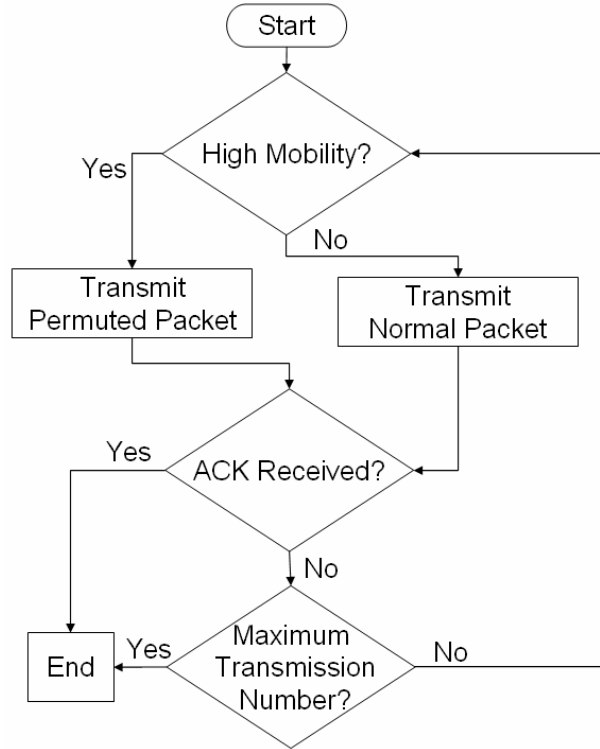 Start
High Mobility?
Yes
No
Transmit
Permuted Packet
Transmit
Normal Packet
Yes
ACK Received?
No
Maximum
Transmission
Number?
Yes
No
End